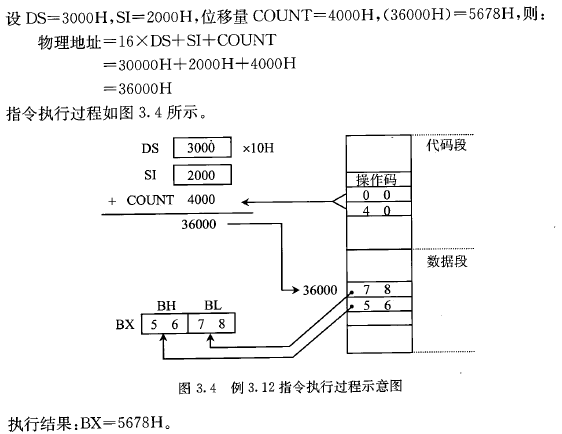 设 DS=3000H,SI=2000H,位移量 COUNT=4000H,(36000H)=5678H,则:
物理地址=16×DS+SI+COUNT
=30000H+2000H+4000H
=36000H
指令执行过程如图 3.4 所示。
DS 3000 ×10H
SI 2000
+ COUNT 4000
36000
代码段
操作码
0 0
4 0
数据段
36000
7 8
5 6
BH BL
BX 5 6 7 8
图 3.4 例 3.12 指令执行过程示意图
执行结果:BX=5678H。